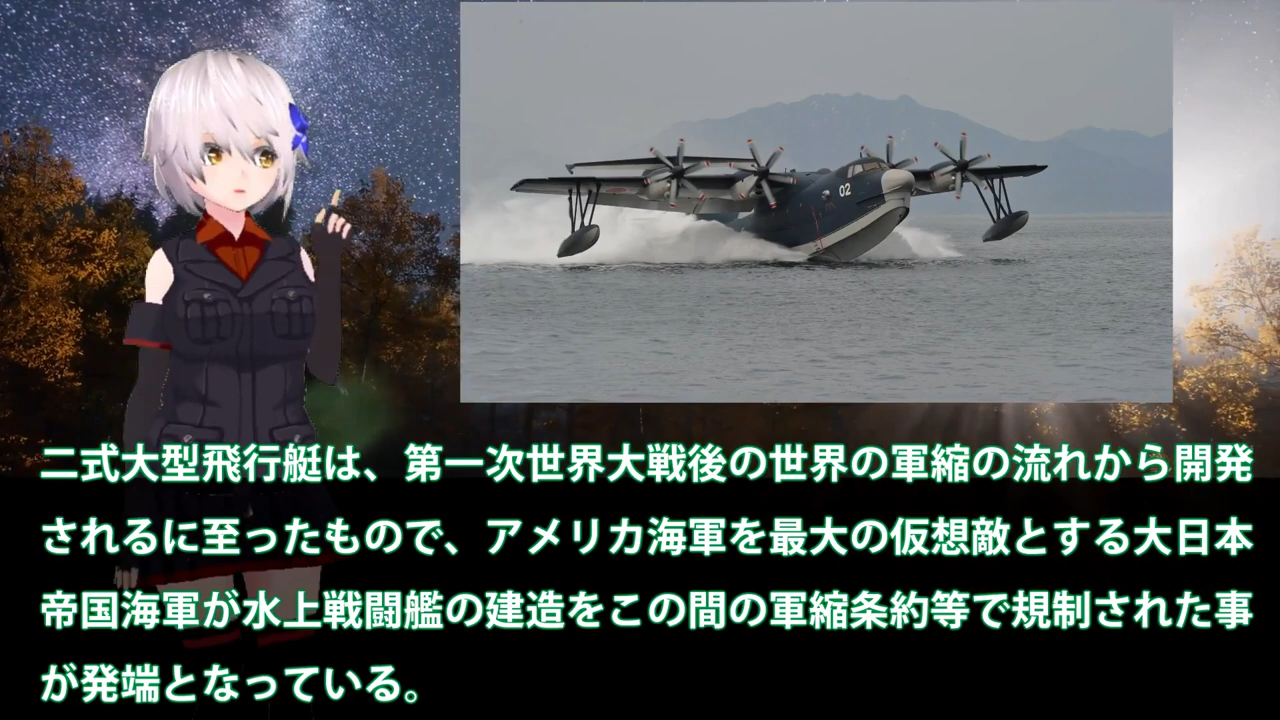 02
二式大型飛行艇は、第一次世界大戦後の世界の軍縮の流れから開発
されるに至ったもので、アメリカ海軍を最大の仮想敵とする大日本
帝国海軍が水上戦闘艦の建造をこの間の軍縮条約等で規制された事
が発端となっている。